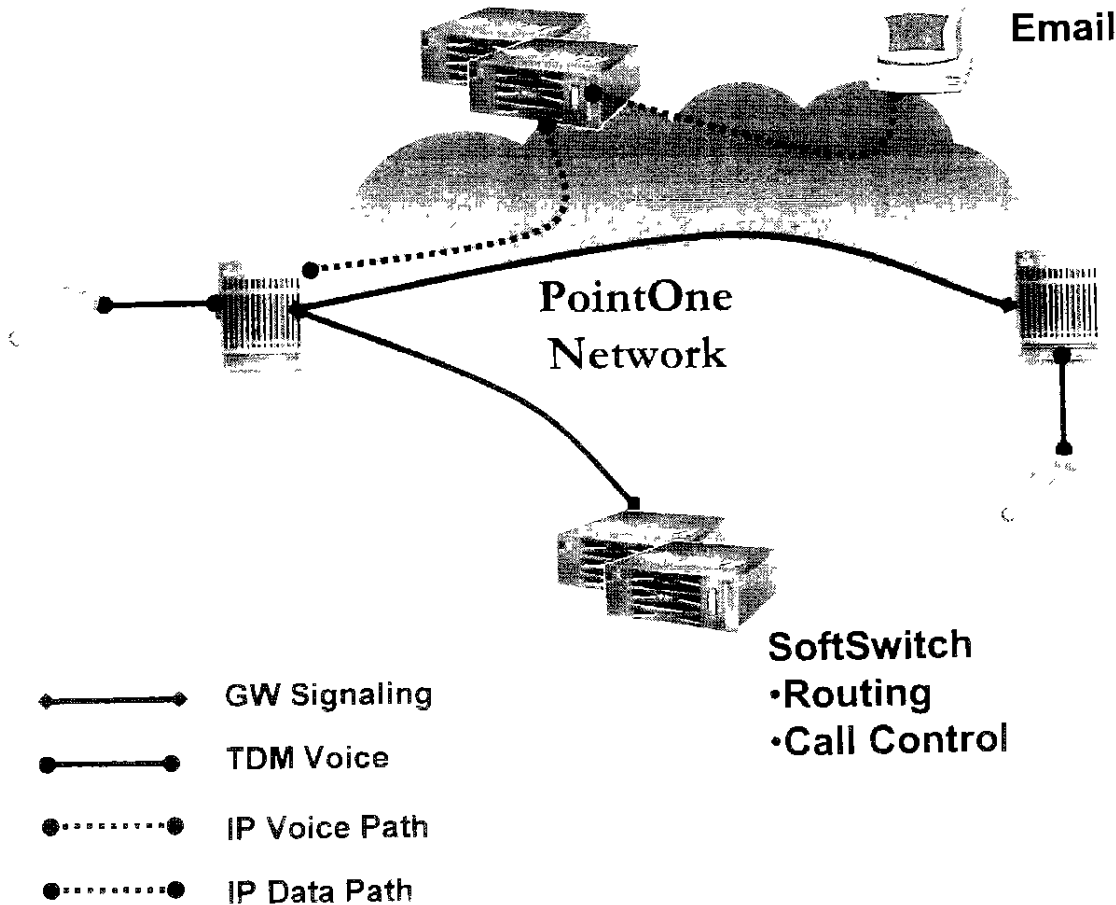 Email
PointOne
Network
SoftSwitch
•Routing
•Call Control
GW Signaling
TDM Voice
IP Voice Path
IP Data Path